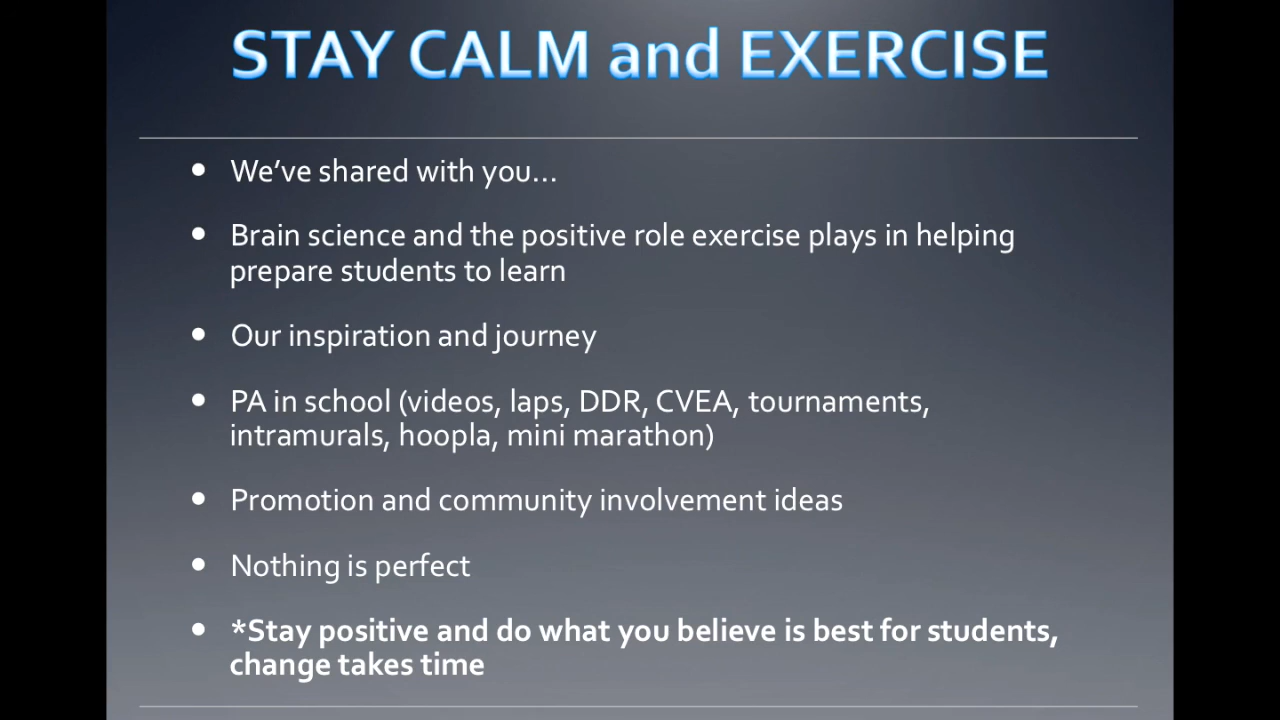 STAY CALM and EXERCISE
• We’ve shared with you…
• Brain science and the positive role exercise plays in helping
prepare students to learn
• Our inspiration and journey
• PA in school (videos, laps, DDR, CVEA, tournaments,
intramurals, hoopla, mini marathon)
• Promotion and community involvement ideas
• Nothing is perfect
• *Stay positive and do what you believe is best for students,
change takes time